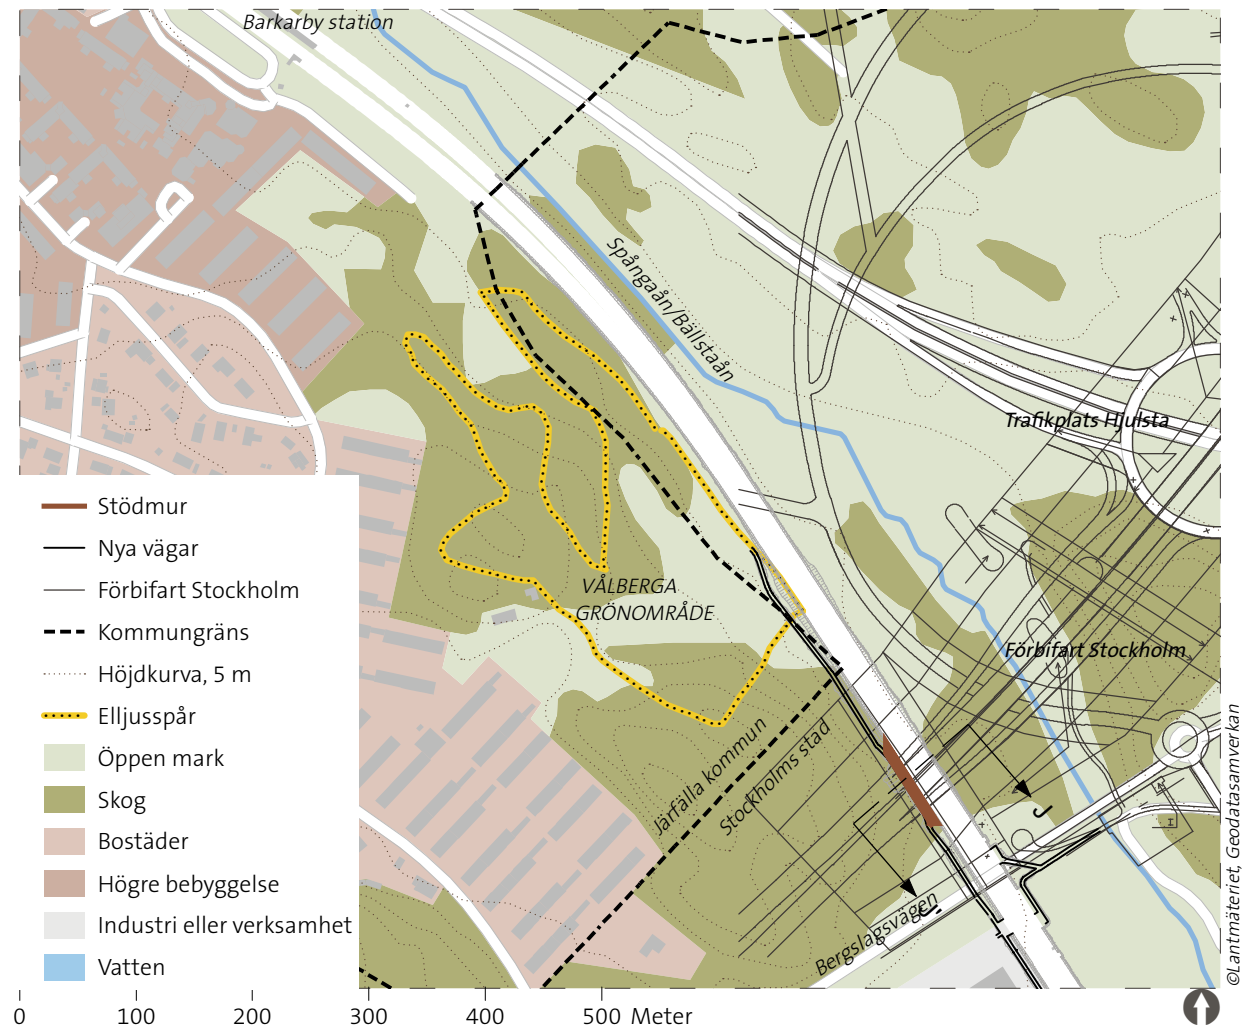 Barkarby station
Spångaån/Bällstaån
Trafikplats Hjulsta
VÅLBERGA
GRÖNOMRÅDE
Förbifart Stockholm
Järfälla kommun
Stockholms stad
J
J
Bergslagsvägen
Stödmur
Nya vägar
Förbifart Stockholm
Kommungräns
Höjdkurva, 5 m
Elljusspår
Öppen mark
Skog
Bostäder
Högre bebyggelse
Industri eller verksamhet
Vatten
0 100 200 300 400 500 Meter
©Lantmäteriet, Geodatasamverkan